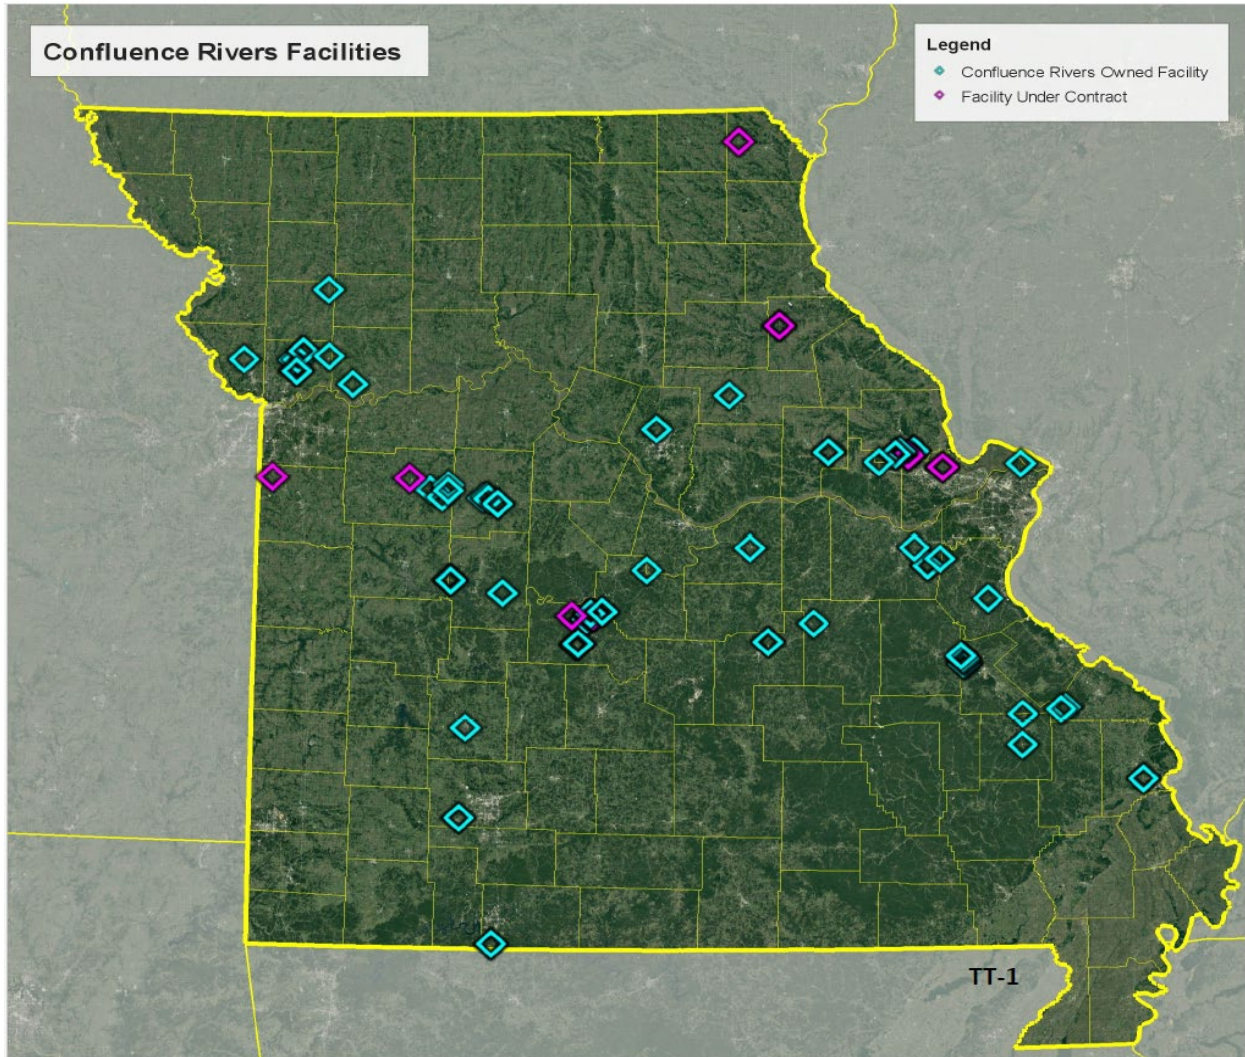 Confluence Rivers Facilities
Legend
Confluence Rivers Owned Facility
Facility Under Contract
TT-1